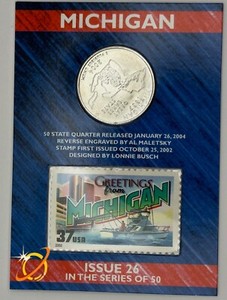 MICHIGAN
50 STATE QUARTER RELEASED JANUARY 26, 2004
REVERSE ENGRAVED BY AL MALETSKY
STAMP FIRST ISSUED OCTOBER 25, 2002
DESIGNED BY LONNIE BUSCH
GREETINGS
from
MICHIGAN
37 USA
ISSUE 26
IN THE SERIES OF 50